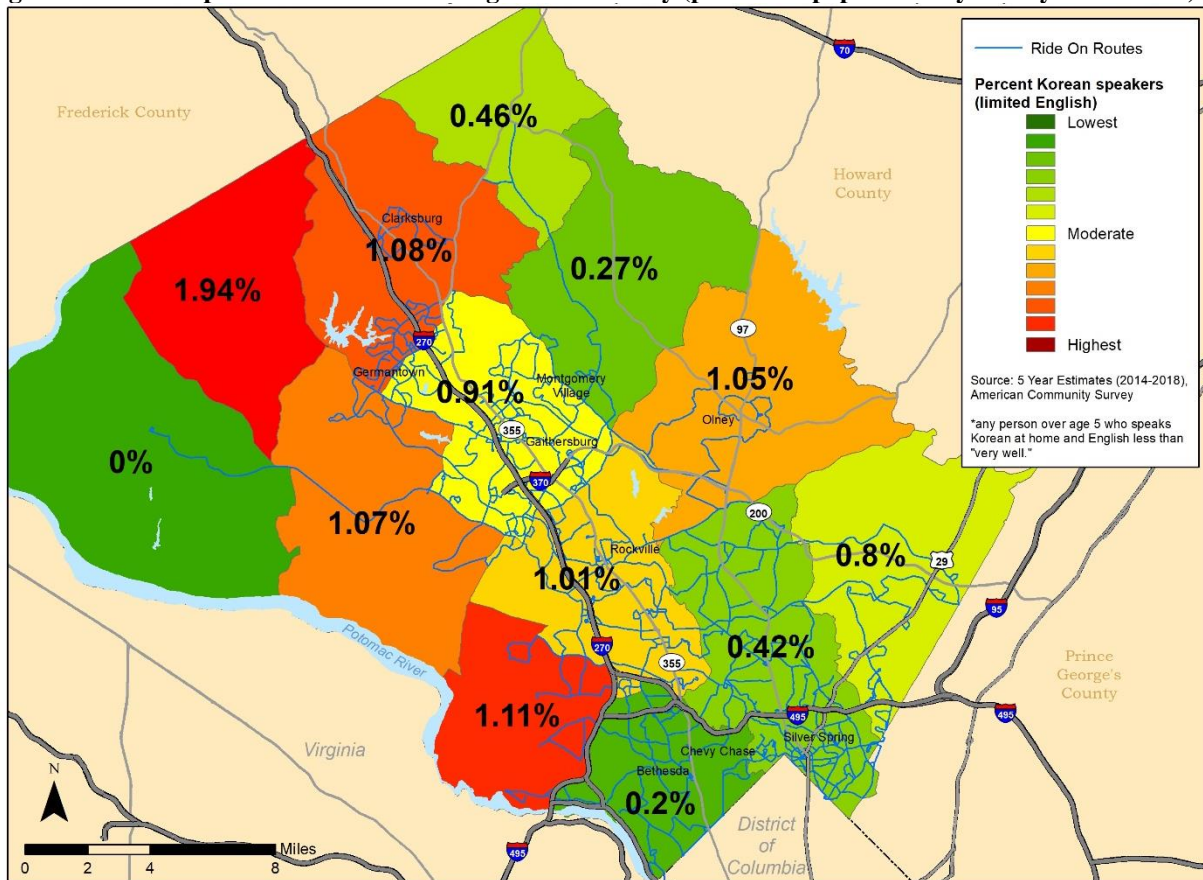 Frederick County
Howard
County
Prince
George's
County
Virginia
District
of
Columbia
Potomac River
0.46%
Clarksburg
1.08%
0.27%
1.94%
97
270
Germantown
0.91%
Montgomery
Village
1.05%
Olney
355
Gaithersburg
0%
370
1.07%
200
Rockville
0.8%
29
1.01%
95
0.42%
270
355
1.11%
495
495
Silver Spring
Chevy Chase
Bethesda
0.2%
495
70
N
Miles
0 2 4 8
Ride On Routes
Percent Korean speakers
(limited English)
Lowest
Moderate
Highest
Source: 5 Year Estimates (2014-2018),
American Community Survey
*any person over age 5 who speaks
Korean at home and English less than
"very well."